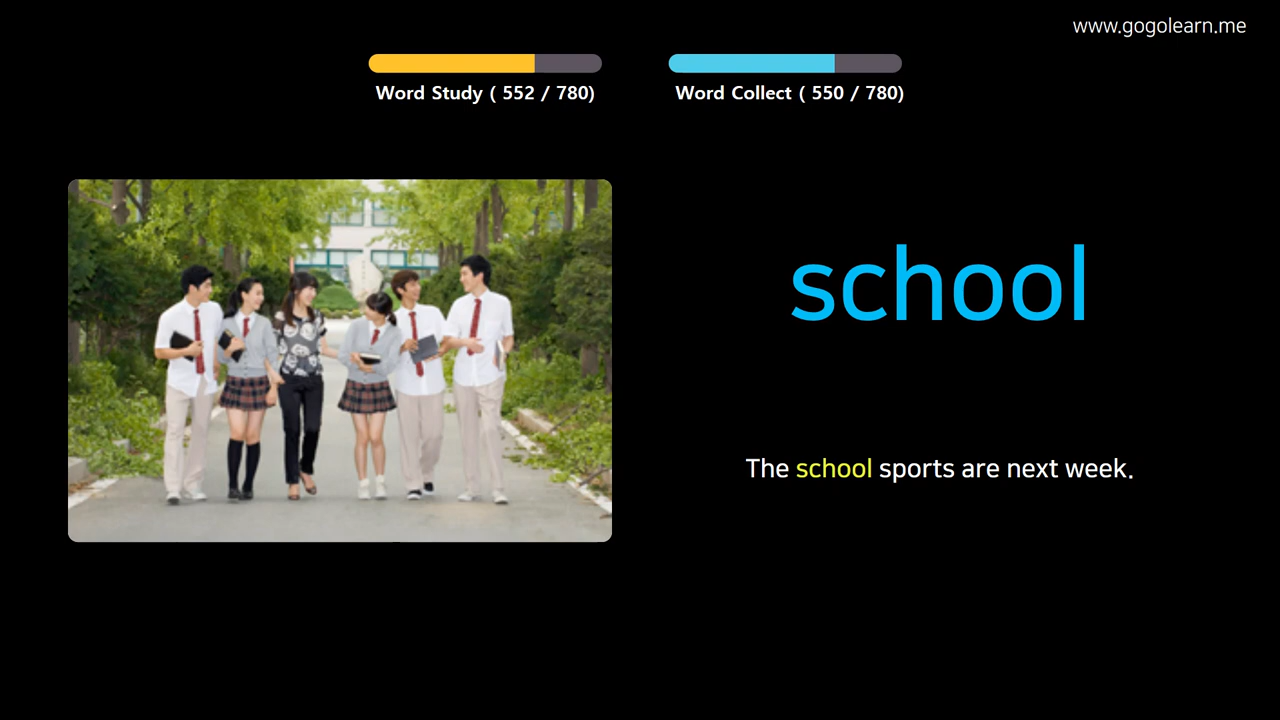 www.gogolearn.me
Word Study ( 552 / 780)
Word Collect ( 550 / 780)
school
The school sports are next week.